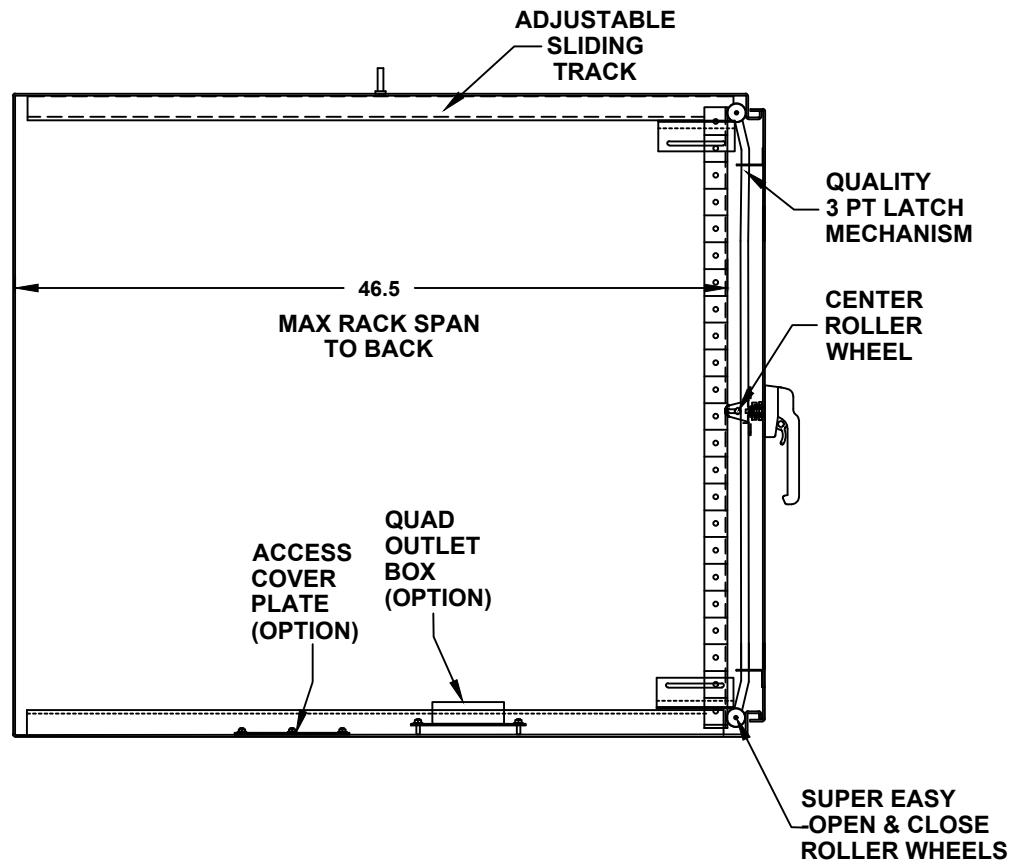 ADJUSTABLE
SLIDING
TRACK
QUALITY
3 PT LATCH
MECHANISM
46.5
MAX RACK SPAN
TO BACK
CENTER
ROLLER
WHEEL
QUAD
OUTLET
BOX
(OPTION)
ACCESS
COVER
PLATE
(OPTION)
SUPER EASY
OPEN & CLOSE
ROLLER WHEELS